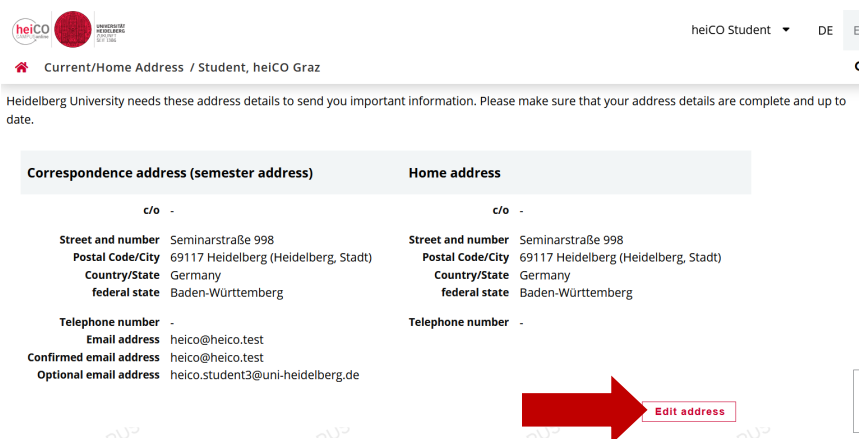 heiCO
CAMPUSonline
UNIVERSITÄT
HEIDELBERG
ZUKUNFT
SEIT 1386
heiCO Student
DE
Current/Home Address / Student, heiCO Graz
Heidelberg University needs these address details to send you important information. Please make sure that your address details are complete and up to
date.
Correspondence address (semester address)
c/o -
Street and number Seminarstraße 998
Postal Code/City 69117 Heidelberg (Heidelberg, Stadt)
Country/State Germany
federal state Baden-Württemberg
Telephone number -
Email address heico@heico.test
Confirmed email address heico@heico.test
Optional email address heico.student3@uni-heidelberg.de
Home address
c/o -
Street and number Seminarstraße 998
Postal Code/City 69117 Heidelberg (Heidelberg, Stadt)
Country/State Germany
federal state Baden-Württemberg
Telephone number -
Edit address